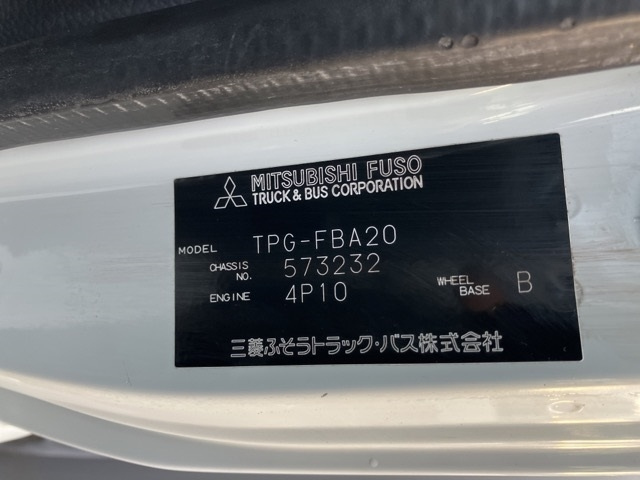 MITSUBISHI FUSO
TRUCK & BUS CORPORATION
MODEL TPG-FBA20
CHASSIS NO. 573232
ENGINE 4P10 WHEEL BASE B
三菱ふそうトラック・バス株式会社